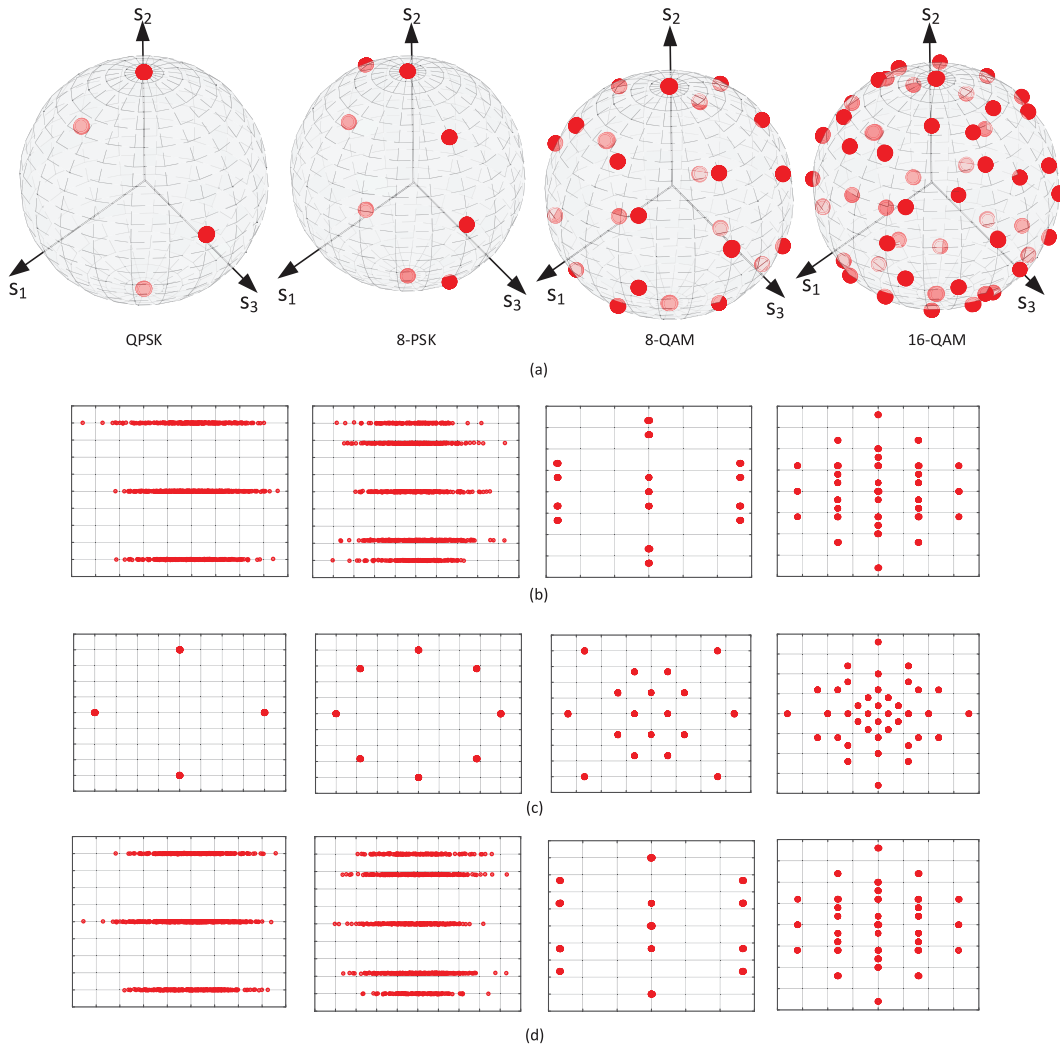 s2 s2 s2 s2
s1 s3 s1 s3 s1 s3 s1 s3
QPSK 8-PSK 8-QAM 16-QAM
(a)
(b)
(c)
(d)